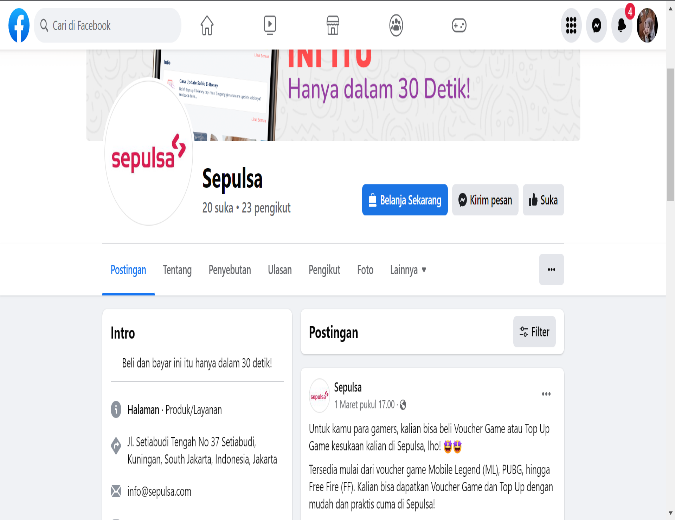 Cari di Facebook
4
INI ITU
Hanya dalam 30 Detik!
sepulsa
Sepulsa
20 suka • 23 pengikut
Belanja Sekarang
Kirim pesan
Suka
Postingan
Tentang
Penyebutan
Ulasan
Pengikut
Foto
Lainnya
Intro
Beli dan bayar ini itu hanya dalam 30 detik!
Halaman · Produk/Layanan
Jl. Setiabudi Tengah No 37 Setiabudi,
Kuningan, South Jakarta, Indonesia, Jakarta
info@sepulsa.com
Postingan
Filter
sepulsa
Sepulsa
1 Maret pukul 17.00 ·
Untuk kamu para gamers, kalian bisa beli Voucher Game atau Top Up
Game kesukaan kalian di Sepulsa, lho! 🤩🤩
Tersedia mulai dari voucher game Mobile Legend (ML), PUBG, hingga
Free Fire (FF). Kalian bisa dapatkan Voucher Game dan Top Up dengan
mudah dan praktis cuma di Sepulsa!